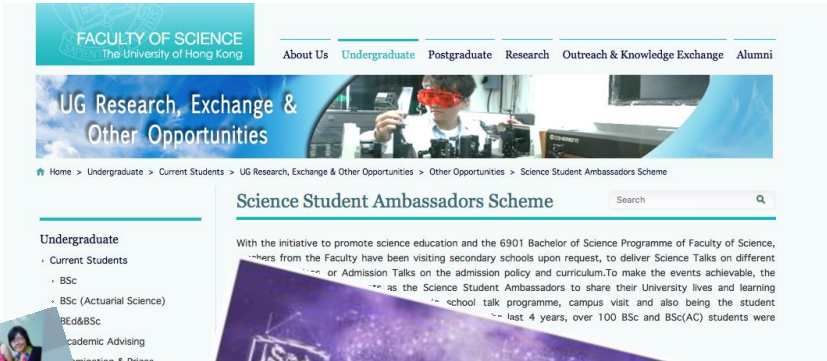 FACULTY OF SCIENCE
The University of Hong Kong
About Us Undergraduate Postgraduate Research Outreach & Knowledge Exchange Alumni
UG Research, Exchange &
Other Opportunities
COHERENT
Home > Undergraduate > Current Students > UG Research, Exchange & Other Opportunities > Other Opportunities > Science Student Ambassadors Scheme
Science Student Ambassadors Scheme
Search
Undergraduate
Current Students
BSc
BSc (Actuarial Science)
BEd&BSc
Academic Advising
& Prizes
With the initiative to promote science education and the 6901 Bachelor of Science Programme of Faculty of Science,
from the Faculty have been visiting secondary schools upon request, to deliver Science Talks on different
or Admission Talks on the admission policy and curriculum.To make the events achievable, the
as the Science Student Ambassadors to share their University lives and learning
school talk programme, campus visit and also being the student
last 4 years, over 100 BSc and BSc(AC) students were